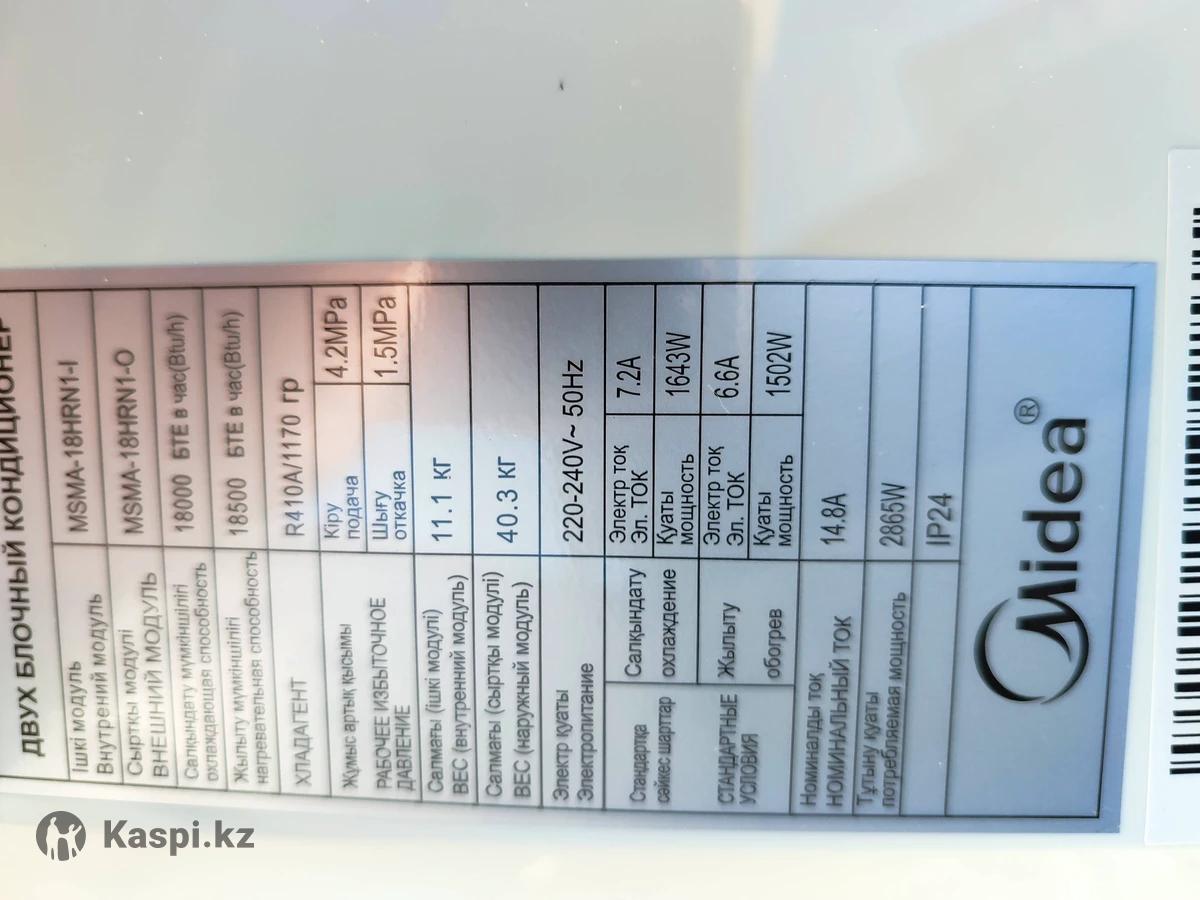 ДВУХ БЛОЧНЫЙ КОНДИЦИОНЕР
Ішкі модуль
Внутрений модуль
MSMA-18HRN1-I
Сыртқы модулі
ВНЕШНИЙ МОДУЛЬ
MSMA-18HRN1-O
Салқындату мүмкіншілігі
охлаждающая способность
18000 БТЕ в час(Btu/h)
Жылыту мүмкіншілігі
нагревательная способность
18500 БТЕ в час(Btu/h)
ХЛАДАГЕНТ
R410A/1170 гр
Жұмыс артық қысымы
РАБОЧЕЕ ИЗБЫТОЧНОЕ
ДАВЛЕНИЕ
Кіру
подача
4.2MPa
Шығу
откачка
1.5MPa
Салмағы (ішкі модулі)
ВЕС (внутренний модуль)
11.1 КГ
Салмағы (сыртқы модулі)
ВЕС (наружный модуль)
40.3 КГ
Электр қуаты
Электропитание
220-240V~ 50Hz
Стандартқа
сәйкес шарттар
СТАНДАРТНЫЕ
УСЛОВИЯ
Салқындату
охлаждение
Электр тоқ
Эл. ТОК
7.2A
Қуаты
мощность
1643W
Жылыту
обогрев
Электр тоқ
Эл. ТОК
6.6A
Қуаты
мощность
1502W
Номиналды тоқ
НОМИНАЛЬНЫЙ ТОК
14.8A
Тұтыну қуаты
потребляемая мощность
2865W
IP24
Midea®
Kaspi.kz